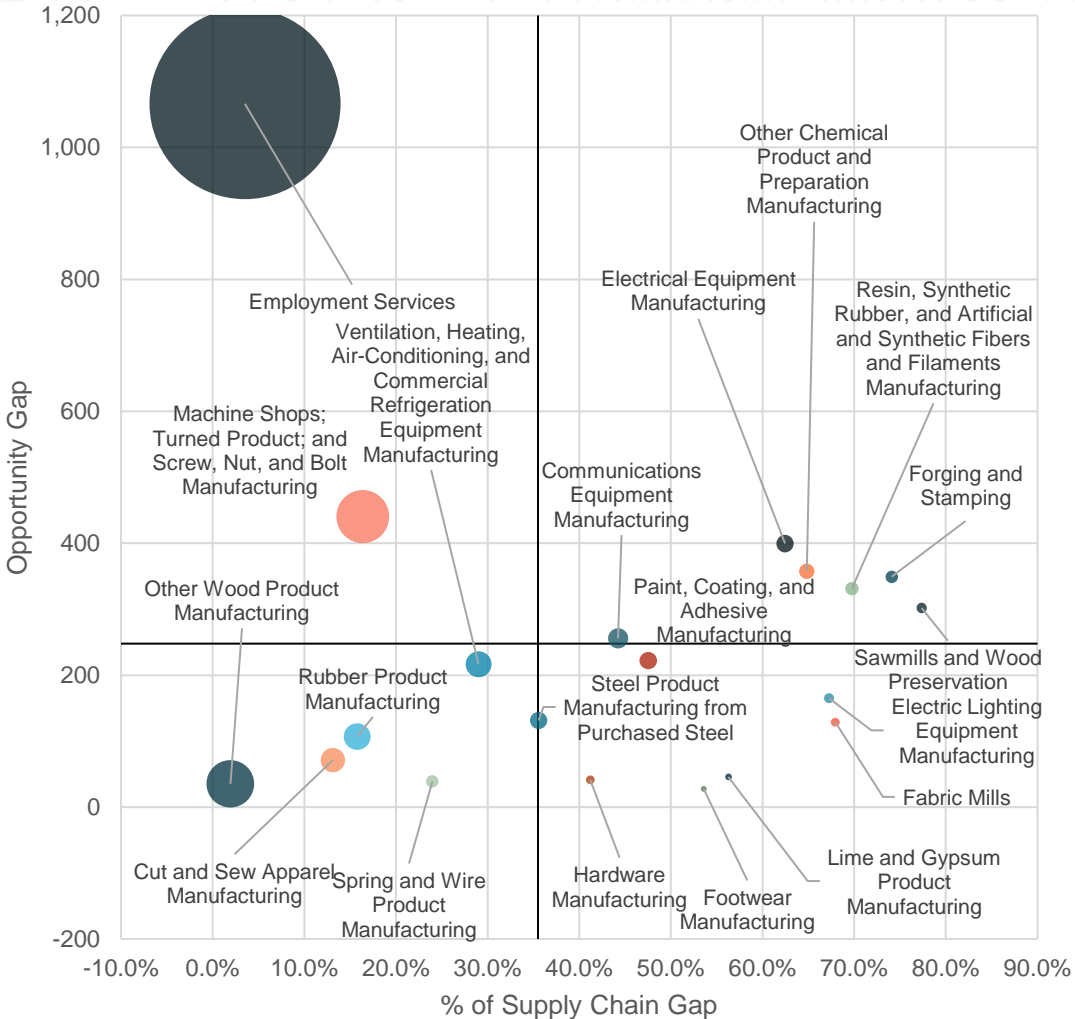 1,200
1,000
800
600
400
200
0
-200
Opportunity Gap
Other Chemical
Product and
Preparation
Manufacturing
Employment Services
Electrical Equipment
Manufacturing
Resin, Synthetic
Rubber, and Artificial
and Synthetic Fibers
and Filaments
Manufacturing
Ventilation, Heating,
Air-Conditioning, and
Commercial
Refrigeration
Equipment
Manufacturing
Machine Shops;
Turned Product; and
Screw, Nut, and Bolt
Manufacturing
Communications
Equipment
Manufacturing
Forging and
Stamping
Other Wood Product
Manufacturing
Paint, Coating, and
Adhesive
Manufacturing
Rubber Product
Manufacturing
Steel Product
Manufacturing from
Purchased Steel
Sawmills and Wood
Preservation
Electric Lighting
Equipment
Manufacturing
Fabric Mills
Cut and Sew Apparel
Manufacturing
Spring and Wire
Product
Manufacturing
Hardware
Manufacturing
Footwear
Manufacturing
Lime and Gypsum
Product
Manufacturing
-10.0% 0.0% 10.0% 20.0% 30.0% 40.0% 50.0% 60.0% 70.0% 80.0% 90.0%
% of Supply Chain Gap